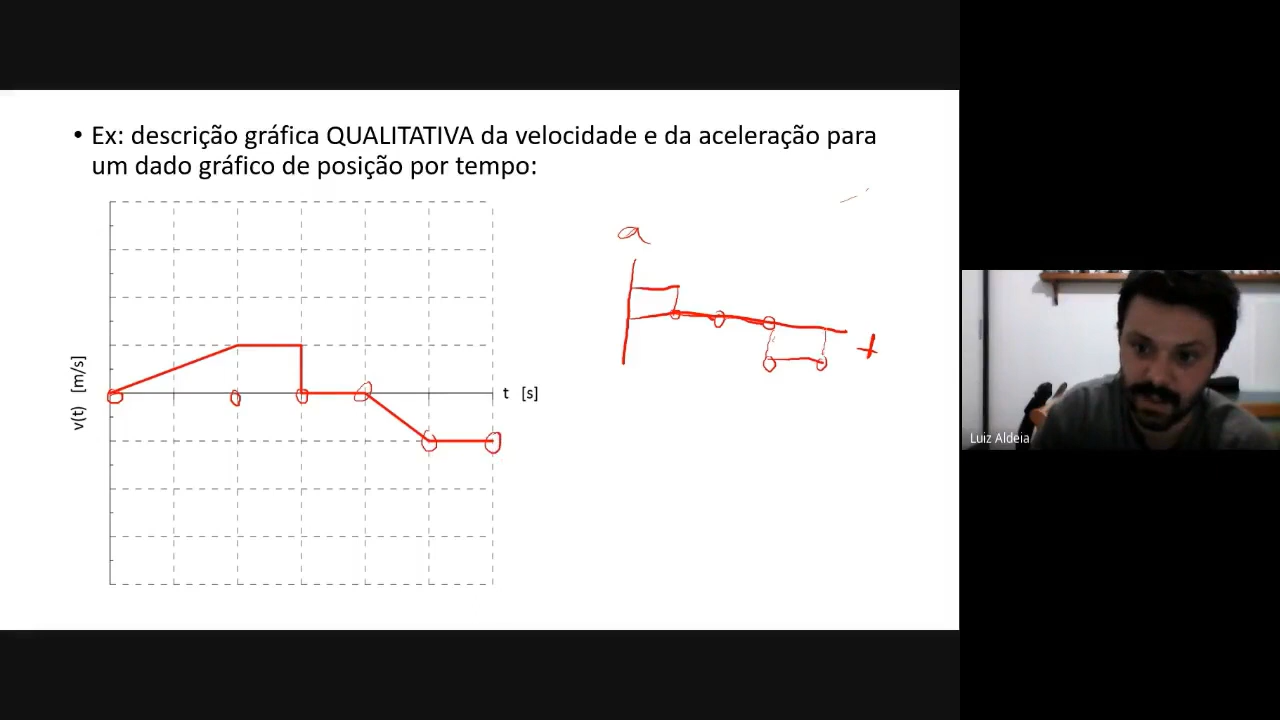 • Ex: descrição gráfica QUALITATIVA da velocidade e da aceleração para
um dado gráfico de posição por tempo:
a
v(t) [m/s]
t [s]
t
Luiz Aldeia